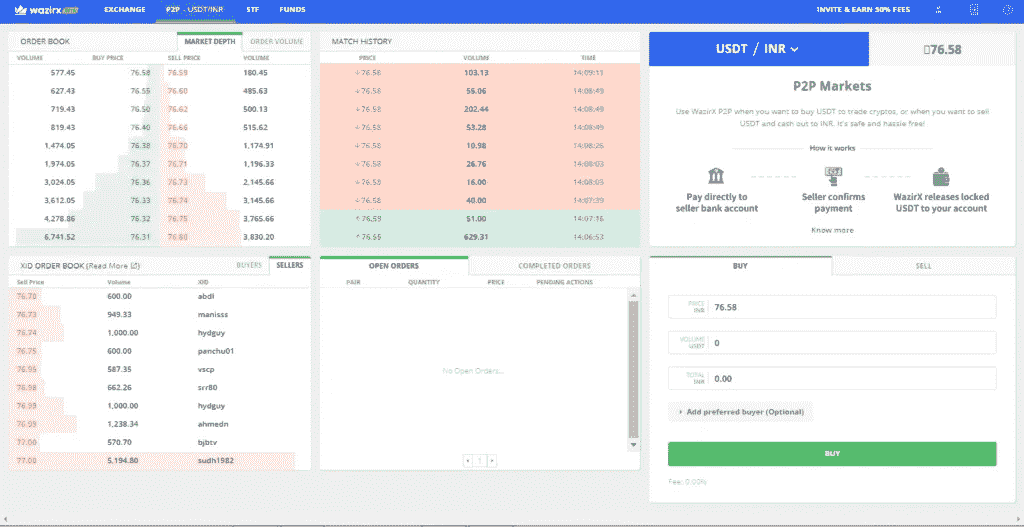 wazirx
EXCHANGE P2P - USDT/INR STF FUNDS INVITE & EARN 50% FEES
ORDER BOOK MARKET DEPTH ORDER VOLUME
VOLUME BUY PRICE SELL PRICE VOLUME
577.45 76.58 76.59 180.45
627.43 76.55 76.60 485.63
719.43 76.50 76.62 500.13
819.43 76.40 76.66 515.62
1,474.05 76.38 76.70 1,174.91
1,974.05 76.37 76.71 1,196.33
3,024.05 76.36 76.73 2,145.66
3,612.05 76.33 76.74 3,145.66
4,278.86 76.32 76.75 3,765.66
6,741.52 76.31 76.80 3,830.20
MATCH HISTORY
PRICE VOLUME TIME
↓76.58 103.13 14:09:11
↓76.58 55.06 14:08:49
↓76.58 202.44 14:08:49
↓76.58 53.28 14:08:49
↓76.58 10.98 14:08:26
↓76.58 26.76 14:08:03
↓76.58 16.00 14:08:03
↓76.58 40.00 14:07:39
↑76.59 51.00 14:07:16
629.31 14:06:53
USDT / INR 76.58
P2P Markets
Use WazirX P2P when you want to buy USDT to trade cryptos, or when you want to sell
USDT and cash out to INR. It's safe and hassle free!
How it works
Pay directly to seller bank account
Seller confirms payment
WazirX releases locked USDT to your account
Know more
XID ORDER BOOK (Read More) BUYERS SELLERS
Sell Price Volume XID
76.70 600.00 abdi
76.73 949.33 manisss
76.74 1,000.00 hydguy
76.75 600.00 panchu01
76.95 587.35 vscp
76.98 662.26 srr80
76.99 1,000.00 hydguy
76.99 1,238.34 ahmedn
77.00 570.70 bjbtv
77.00 5,194.80 sudh1982
OPEN ORDERS COMPLETED ORDERS
PAIR QUANTITY PRICE PENDING ACTIONS
No Open Orders...
1
BUY SELL
PRICE INR 76.58
VOLUME USDT 0
TOTAL INR 0.00
Add preferred buyer (Optional)
BUY
Fee: 0.00%